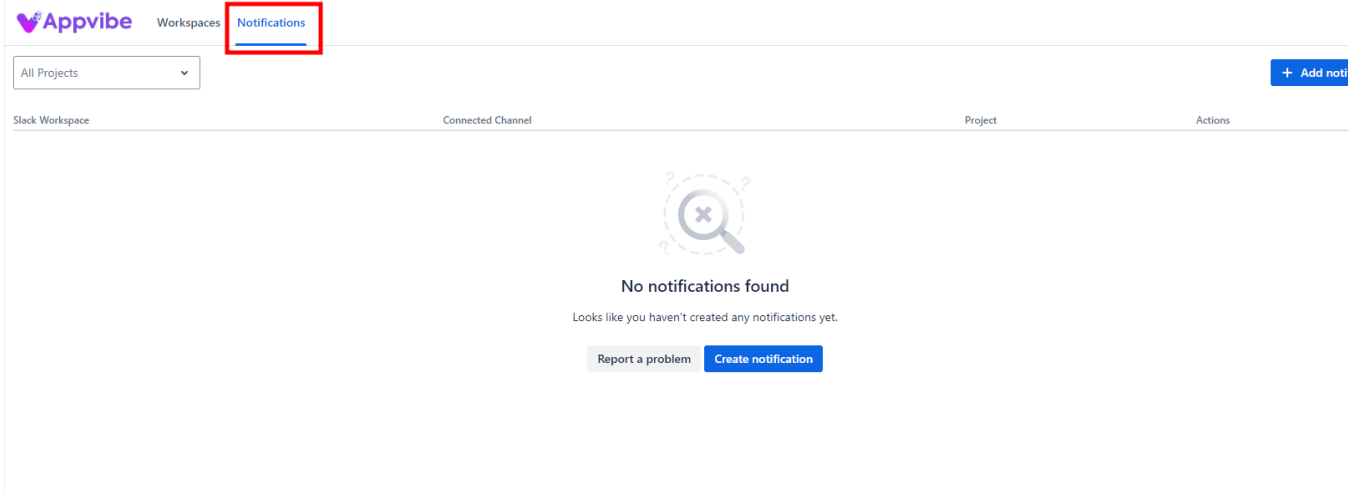 Appvibe Workspaces Notifications
All Projects
+ Add noti
Slack Workspace Connected Channel Project Actions
No notifications found
Looks like you haven't created any notifications yet.
Report a problem Create notification